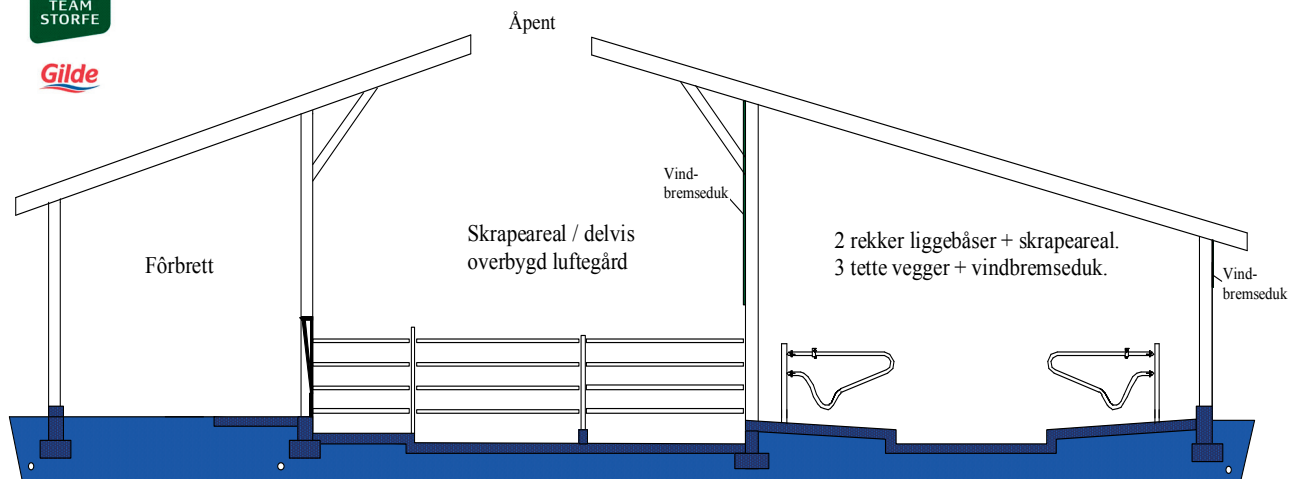 TEAM
STORFE
Gilde
Åpent
Vind-
bremseduk
Skrapeareal / delvis
overbygd luftegård
2 rekker liggebåser + skrapeareal.
3 tette vegger + vindbremseduk.
Fôrbrett
Vind-
bremseduk